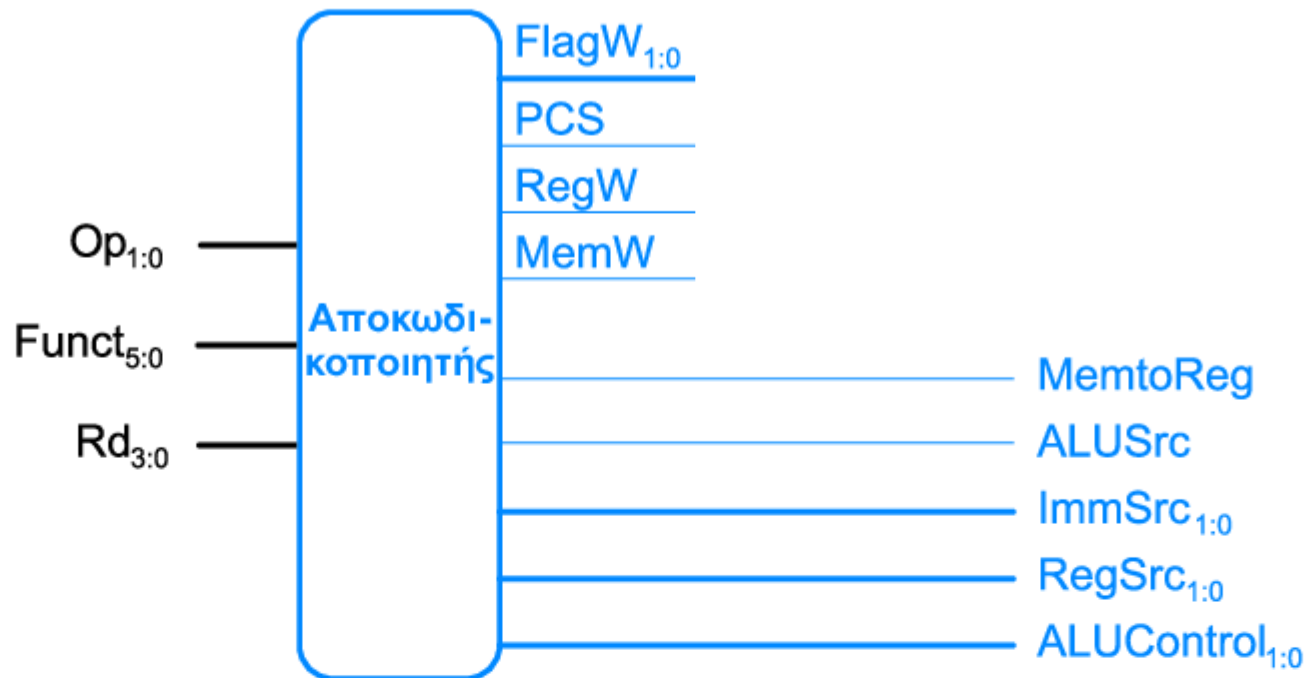 FlagW1:0
PCS
RegW
MemW
Op1:0
Funct5:0
Rd3:0
Αποκωδι-
κοποιητής
MemtoReg
ALUSrc
ImmSrc1:0
RegSrc1:0
ALUControl1:0